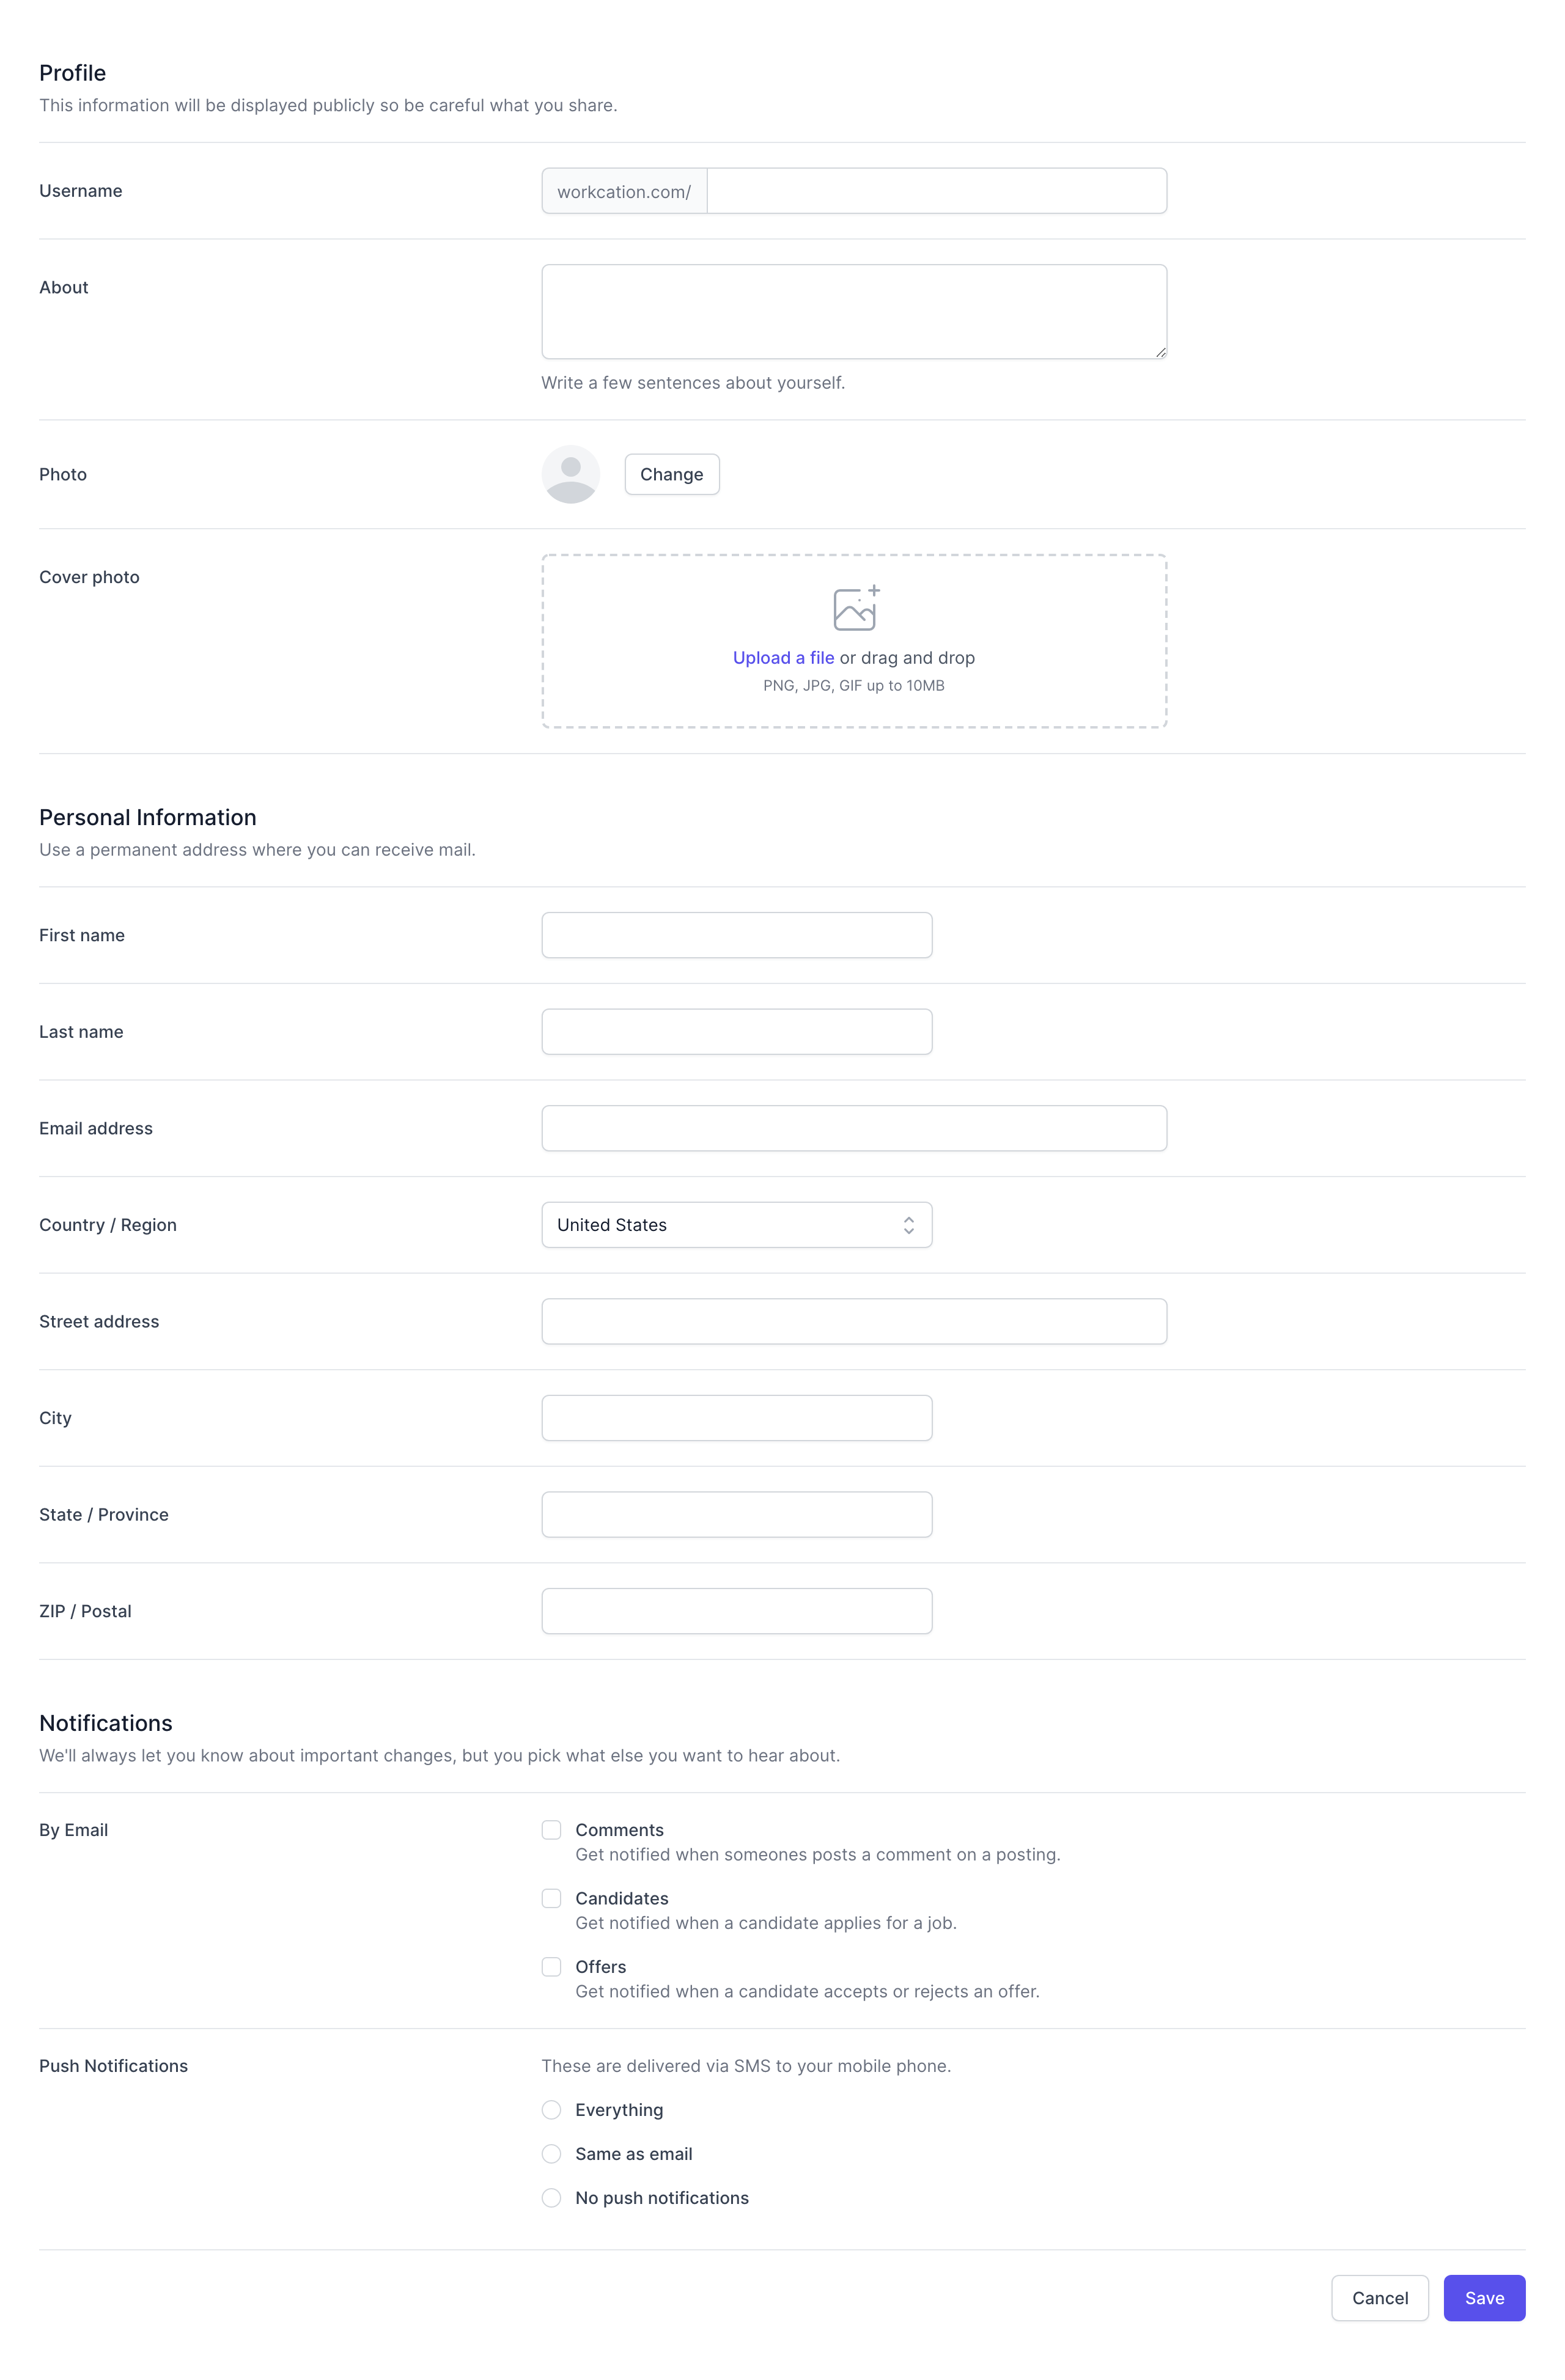 Profile
This information will be displayed publicly so be careful what you share.
Username
workcation.com/
About
Write a few sentences about yourself.
Photo
Change
Cover photo
Upload a file or drag and drop
PNG, JPG, GIF up to 10MB
Personal Information
Use a permanent address where you can receive mail.
First name
Last name
Email address
Country / Region
United States
Street address
City
State / Province
ZIP / Postal
Notifications
We'll always let you know about important changes, but you pick what else you want to hear about.
By Email
Comments
Get notified when someones posts a comment on a posting.
Candidates
Get notified when a candidate applies for a job.
Offers
Get notified when a candidate accepts or rejects an offer.
Push Notifications
These are delivered via SMS to your mobile phone.
Everything
Same as email
No push notifications
Cancel
Save